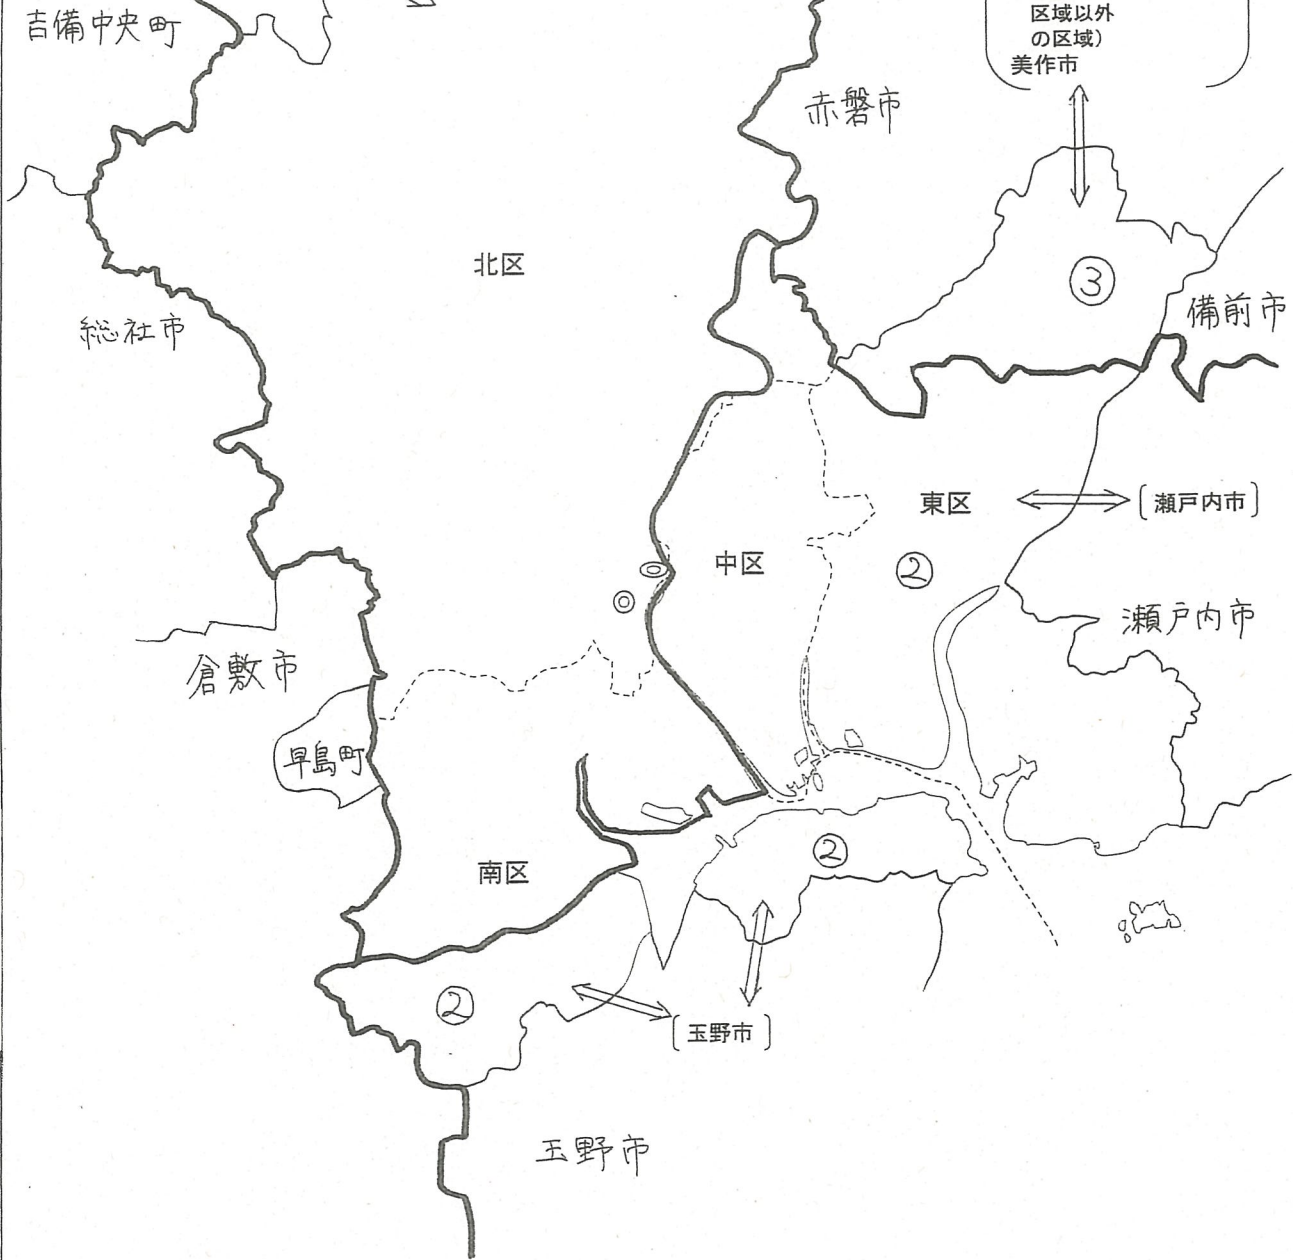 吉備中央町
区域以外
の区域）
美作市
赤磐市
北区
③
備前市
総社市
東区
〔瀬戸内市〕
中区
②
瀬戸内市
倉敷市
早島町
②
南区
②
〔玉野市〕
玉野市